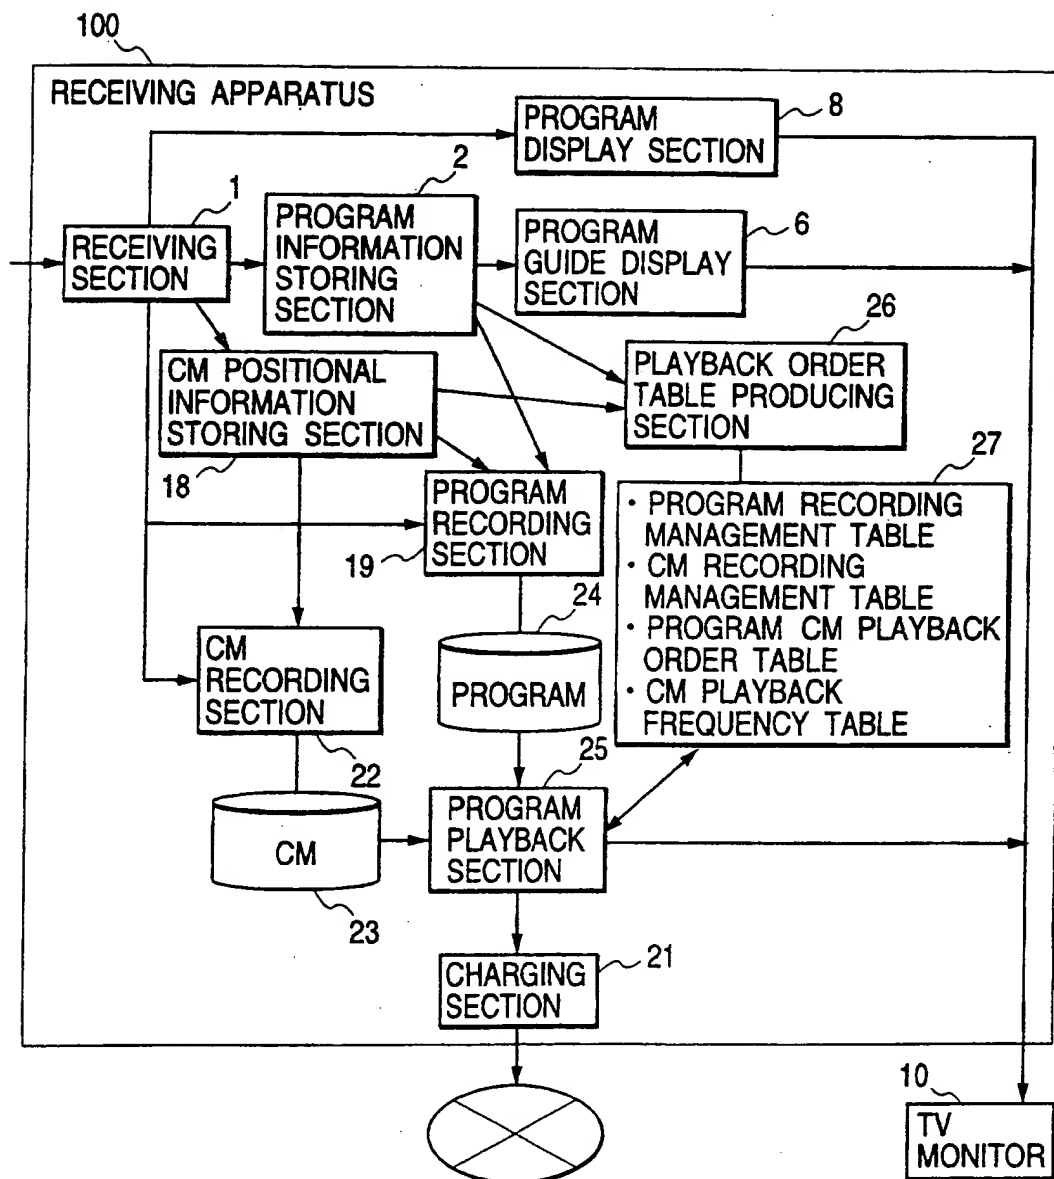 100
RECEIVING APPARATUS
8
PROGRAM
DISPLAY SECTION
2
PROGRAM
INFORMATION
STORING
SECTION
1
RECEIVING
SECTION
6
PROGRAM
GUIDE DISPLAY
SECTION
26
PLAYBACK ORDER
TABLE PRODUCING
SECTION
CM POSITIONAL
INFORMATION
STORING SECTION
18
PROGRAM
RECORDING
SECTION
19
27
• PROGRAM RECORDING
MANAGEMENT TABLE
• CM RECORDING
MANAGEMENT TABLE
• PROGRAM CM PLAYBACK
ORDER TABLE
• CM PLAYBACK
FREQUENCY TABLE
24
PROGRAM
CM
RECORDING
SECTION
22
CM
23
25
PROGRAM
PLAYBACK
SECTION
21
CHARGING
SECTION
10
TV
MONITOR